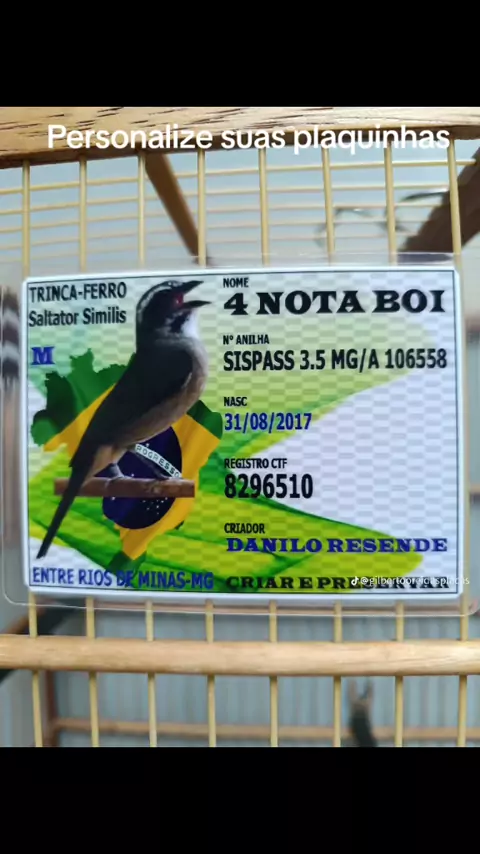 Personalize suas plaquinhas
TRINCA-FERRO
Saltator Similis
M
NOME
4 NOTA BOI
Nº ANILHA
SISPASS 3.5 MG/A 106558
NASC
31/08/2017
REGISTRO CTF
8296510
PROGRESSO
CRIADOR
DANILO RESENDE
ENTRE RIOS DE MINAS-MG
CRIAR E PRESERVAR